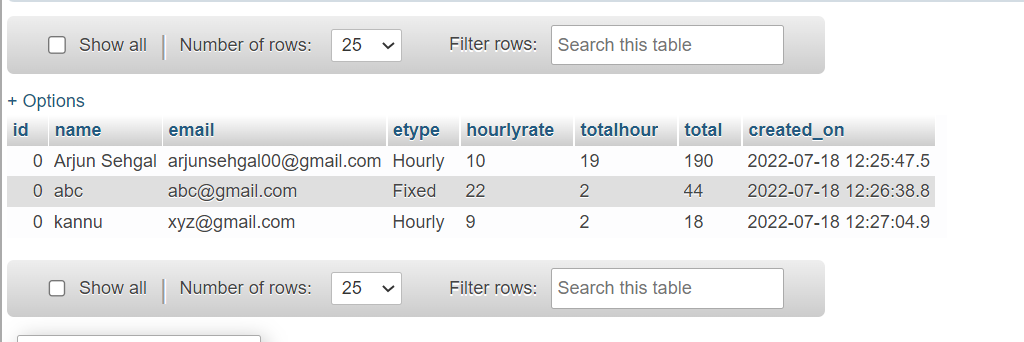 Show all | Number of rows: 25 Filter rows: Search this table
+ Options
id name email etype hourlyrate totalhour total created_on
0 Arjun Sehgal arjunsehgal00@gmail.com Hourly 10 19 190 2022-07-18 12:25:47.5
0 abc abc@gmail.com Fixed 22 2 44 2022-07-18 12:26:38.8
0 kannu xyz@gmail.com Hourly 9 2 18 2022-07-18 12:27:04.9
Show all | Number of rows: 25 Filter rows: Search this table